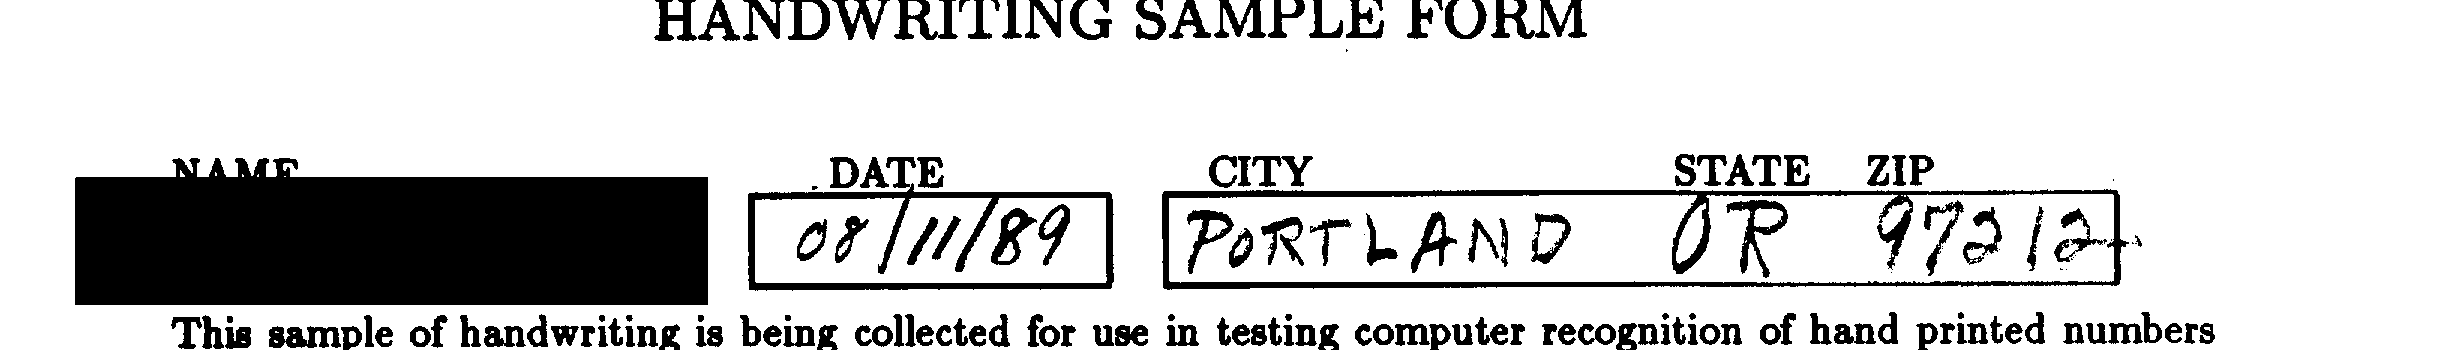 HANDWRITING SAMPLE FORM
NAME DATE CITY STATE ZIP
08/11/89 PORTLAND OR 97212
This sample of handwriting is being collected for use in testing computer recognition of hand printed numbers